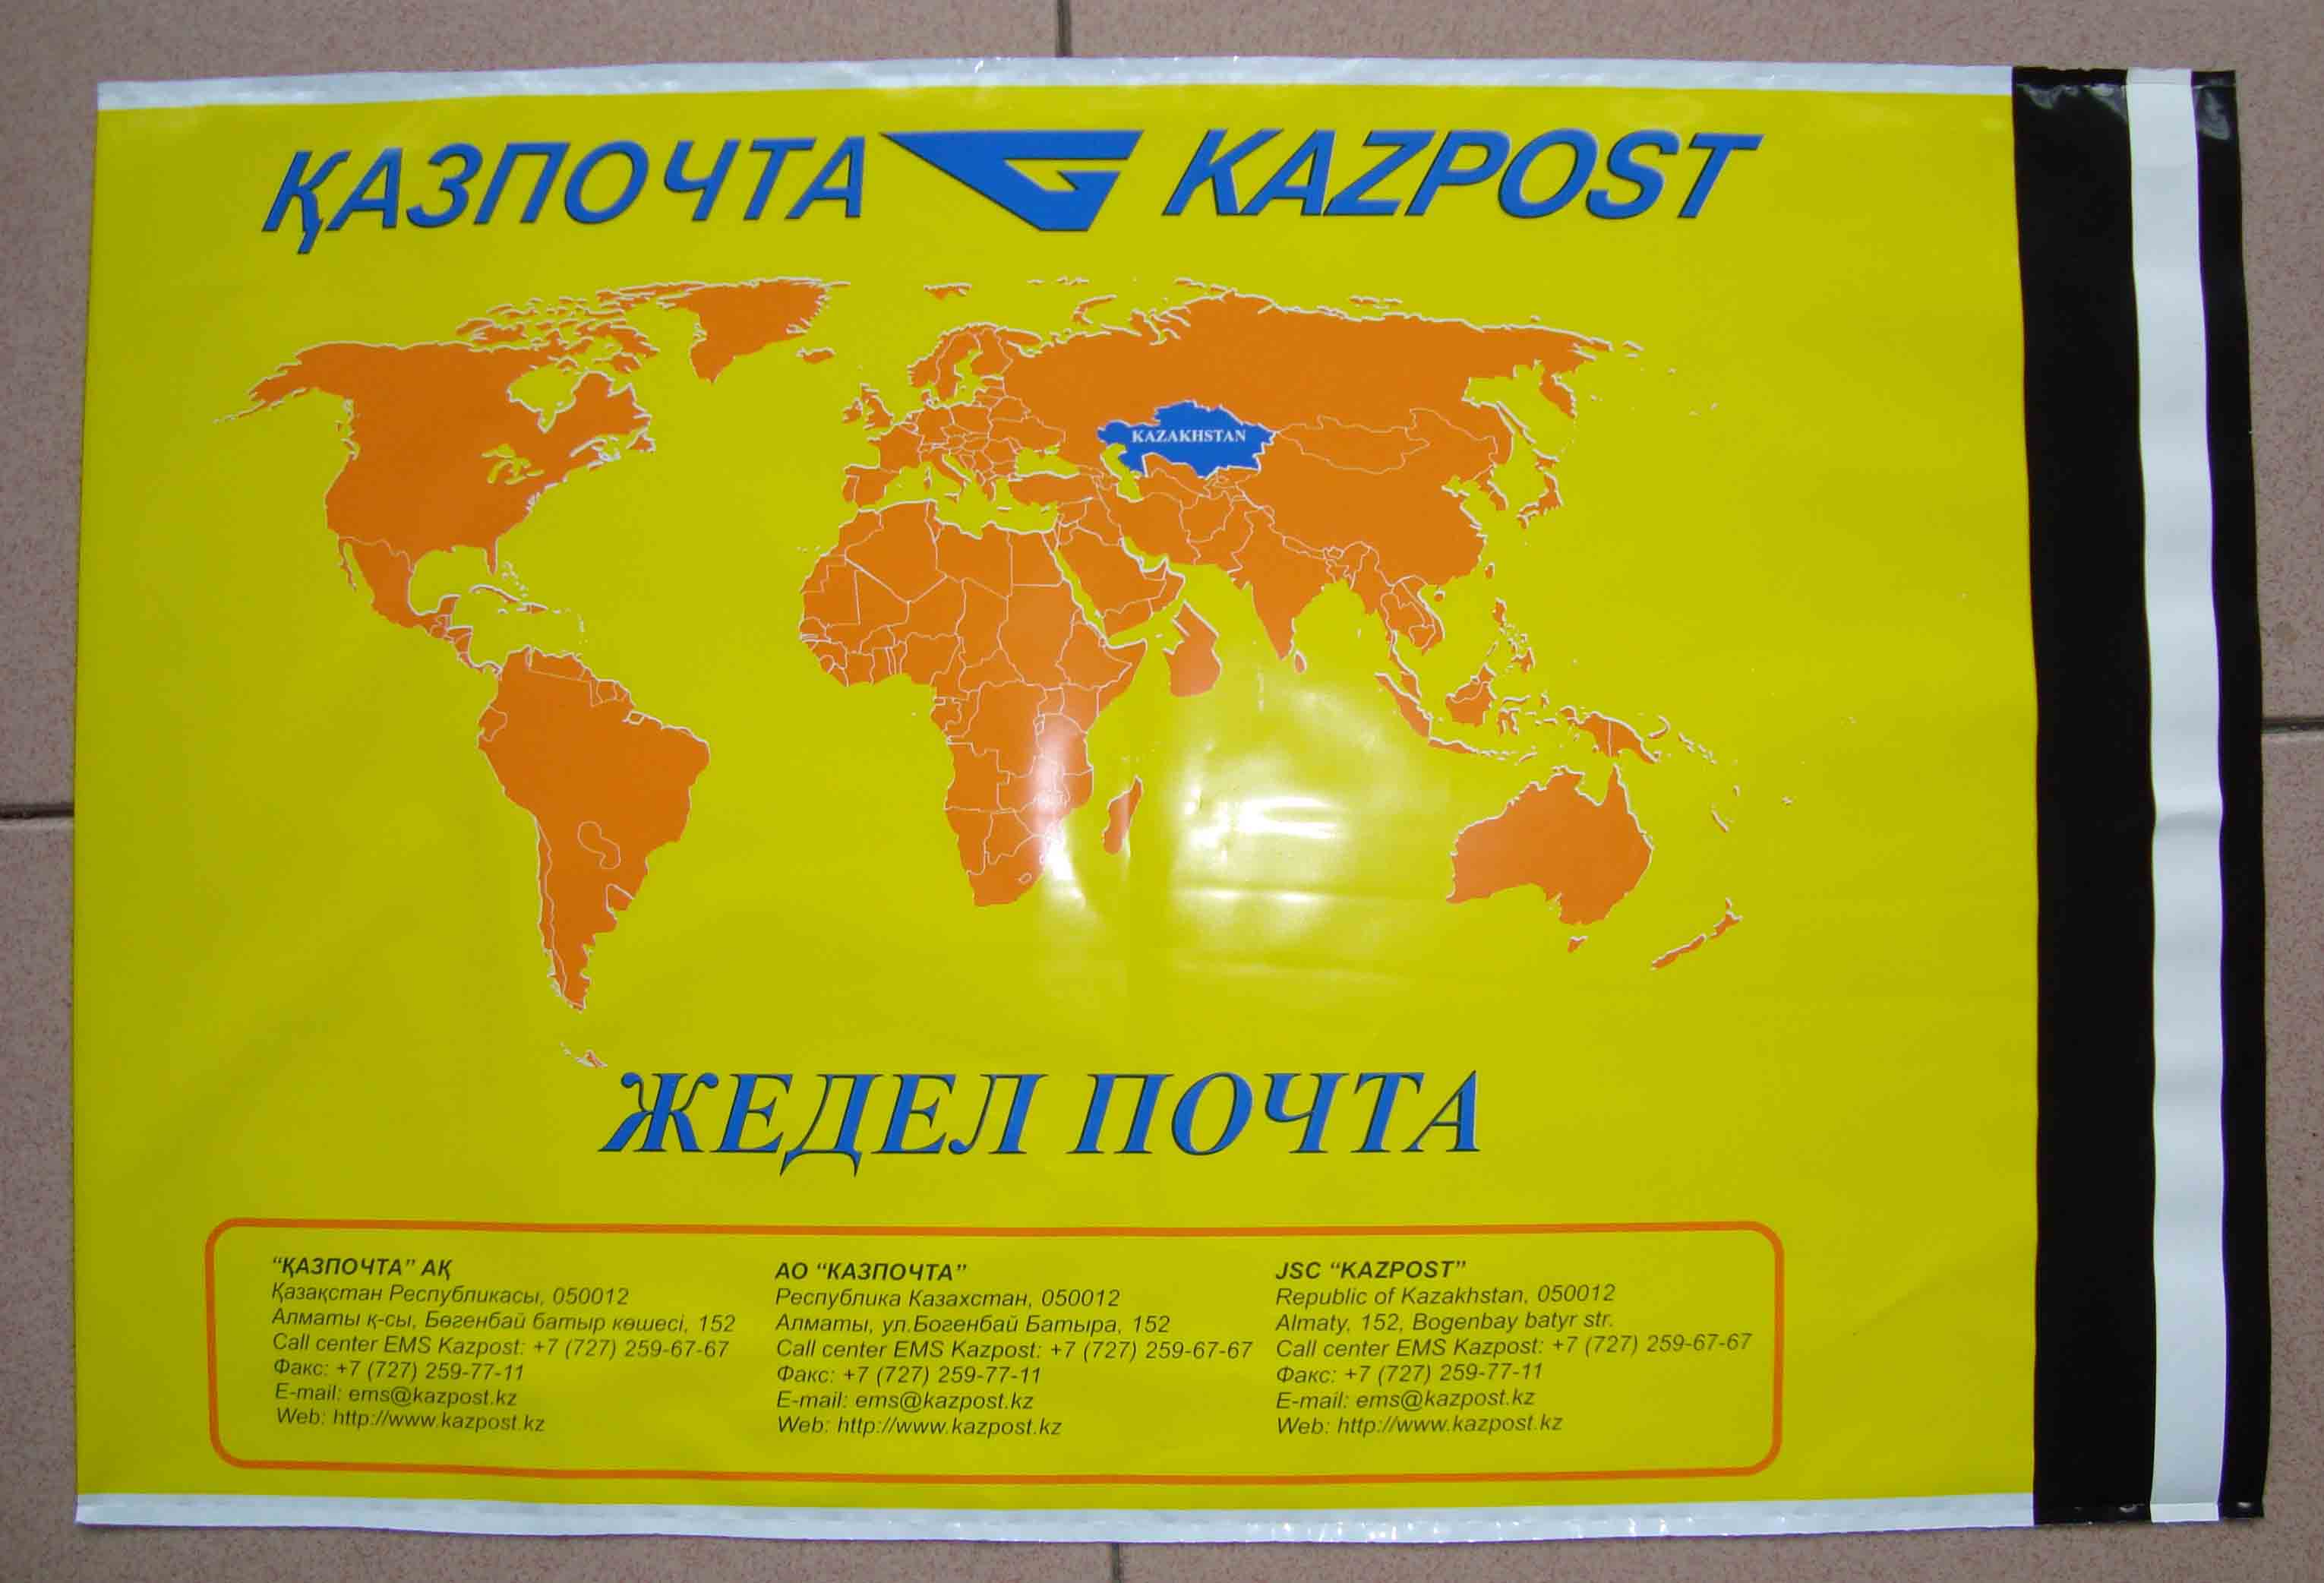 ҚАЗПОЧТА KAZPOST
KAZAKHSTAN
ЖЕДЕЛ ПОЧТА
“ҚАЗПОЧТА” АҚ
Қазақстан Республикасы, 050012
Алматы қ-сы, Бөгенбай батыр көшесі, 152
Call center EMS Kazpost: +7 (727) 259-67-67
Факс: +7 (727) 259-77-11
E-mail: ems@kazpost.kz
Web: http://www.kazpost.kz
АО “КАЗПОЧТА”
Республика Казахстан, 050012
Алматы, ул.Богенбай Батыра, 152
Call center EMS Kazpost: +7 (727) 259-67-67
Факс: +7 (727) 259-77-11
E-mail: ems@kazpost.kz
Web: http://www.kazpost.kz
JSC “KAZPOST”
Republic of Kazakhstan, 050012
Almaty, 152, Bogenbay batyr str.
Call center EMS Kazpost: +7 (727) 259-67-67
Факс: +7 (727) 259-77-11
E-mail: ems@kazpost.kz
Web: http://www.kazpost.kz